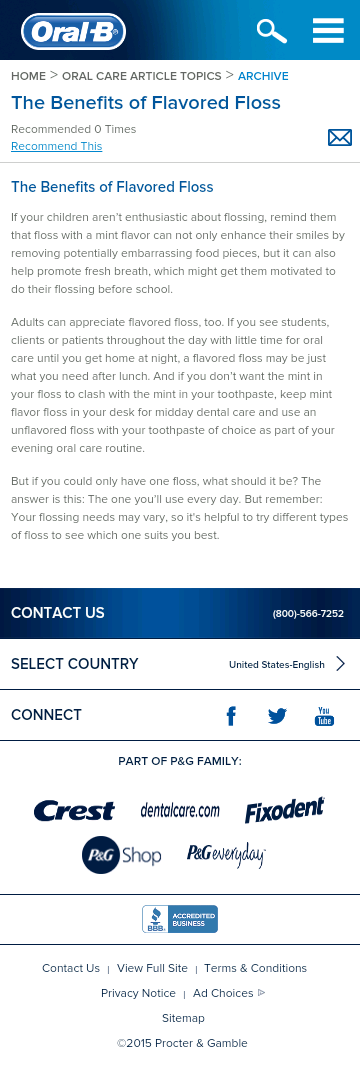 Oral-B
HOME > ORAL CARE ARTICLE TOPICS > ARCHIVE
The Benefits of Flavored Floss
Recommended 0 Times
Recommend This
The Benefits of Flavored Floss
If your children aren’t enthusiastic about flossing, remind them
that floss with a mint flavor can not only enhance their smiles by
removing potentially embarrassing food pieces, but it can also
help promote fresh breath, which might get them motivated to
do their flossing before school.
Adults can appreciate flavored floss, too. If you see students,
clients or patients throughout the day with little time for oral
care until you get home at night, a flavored floss may be just
what you need after lunch. And if you don’t want the mint in
your floss to clash with the mint in your toothpaste, keep mint
flavor floss in your desk for midday dental care and use an
unflavored floss with your toothpaste of choice as part of your
evening oral care routine.
But if you could only have one floss, what should it be? The
answer is this: The one you’ll use every day. But remember:
Your flossing needs may vary, so it's helpful to try different types
of floss to see which one suits you best.
CONTACT US (800)-566-7252
SELECT COUNTRY United States-English
CONNECT f You Tube
PART OF P&G FAMILY:
Crest dentalcare.com Fixodent
P&G Shop P&G everyday
BBB ACCREDITED BUSINESS
Contact Us | View Full Site | Terms & Conditions
Privacy Notice | Ad Choices
Sitemap
©2015 Procter & Gamble